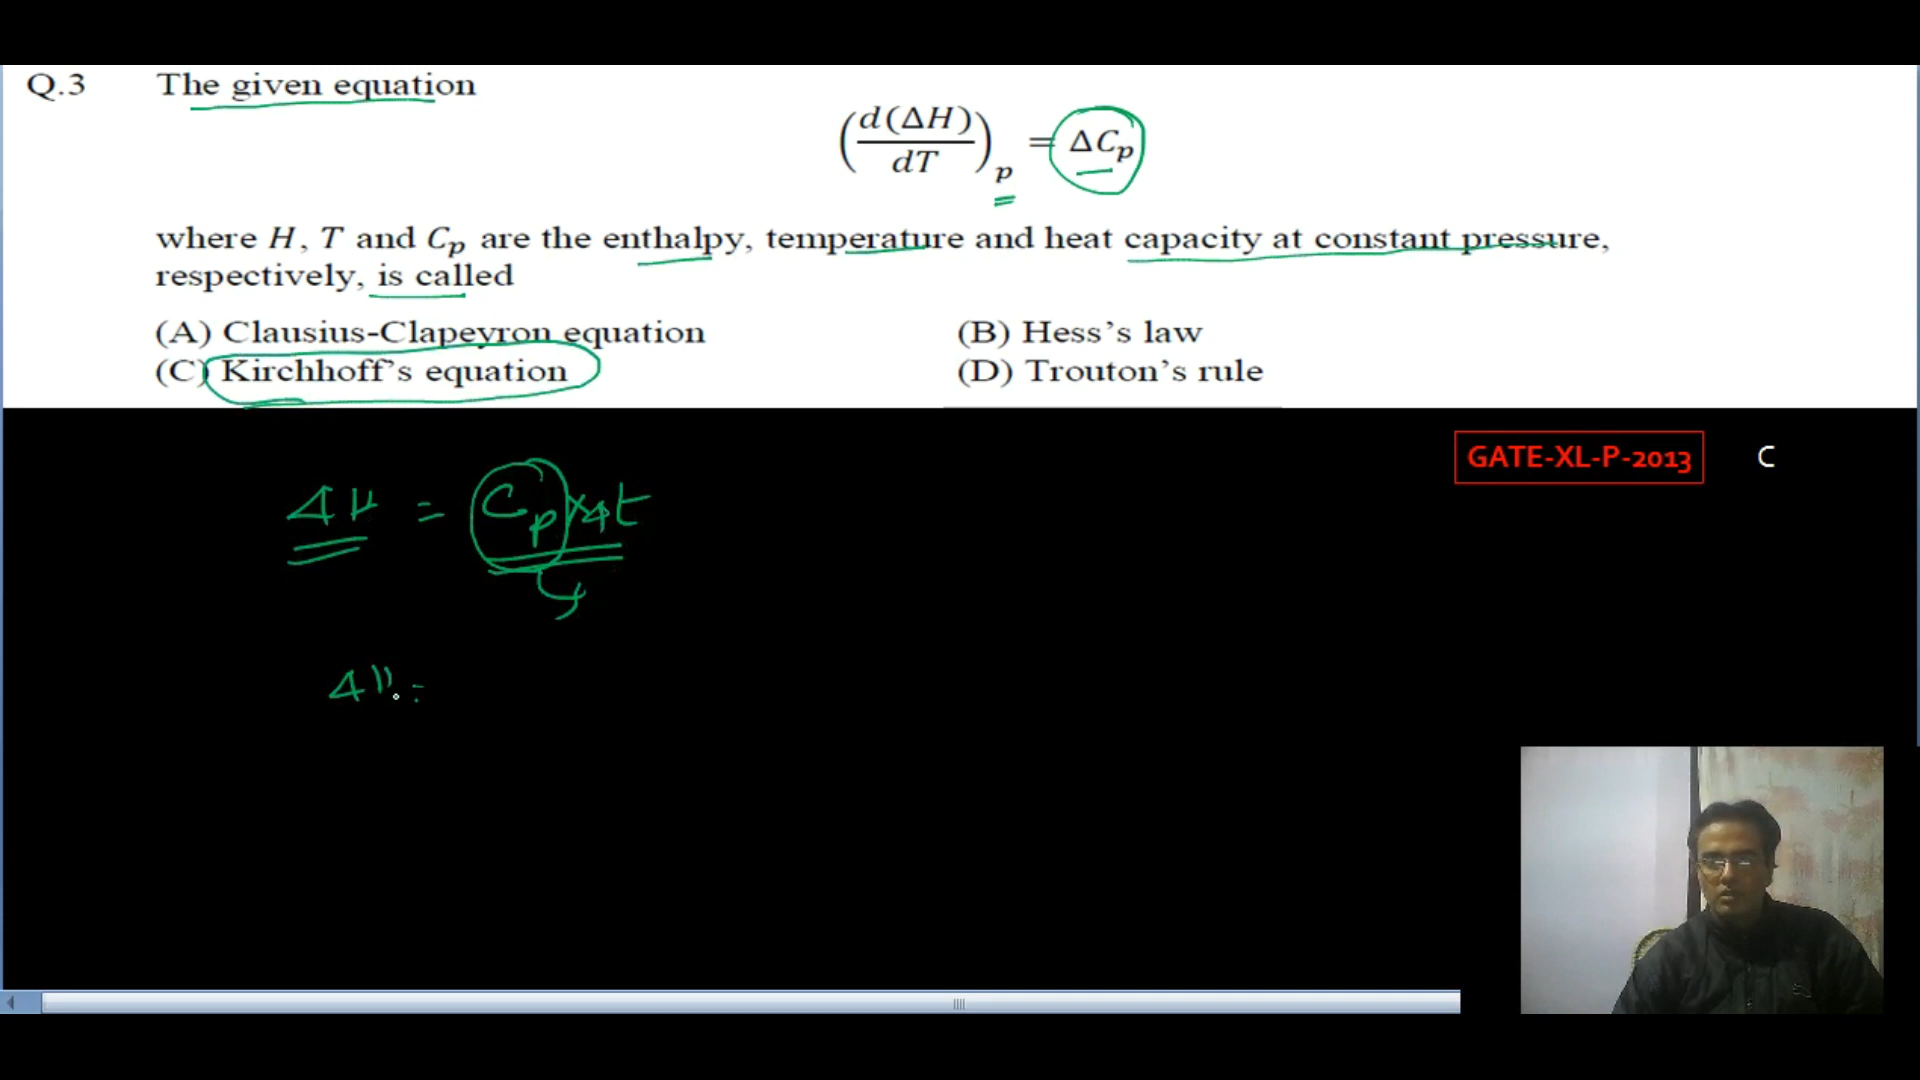 Q.3 The given equation
(d(ΔH)/dT)p = ΔCp
where H, T and Cp are the enthalpy, temperature and heat capacity at constant pressure,
respectively, is called
(A) Clausius-Clapeyron equation (B) Hess’s law
(C) Kirchhoff’s equation (D) Trouton’s rule
GATE-XL-P-2013 C
ΔH = Cp×Δt